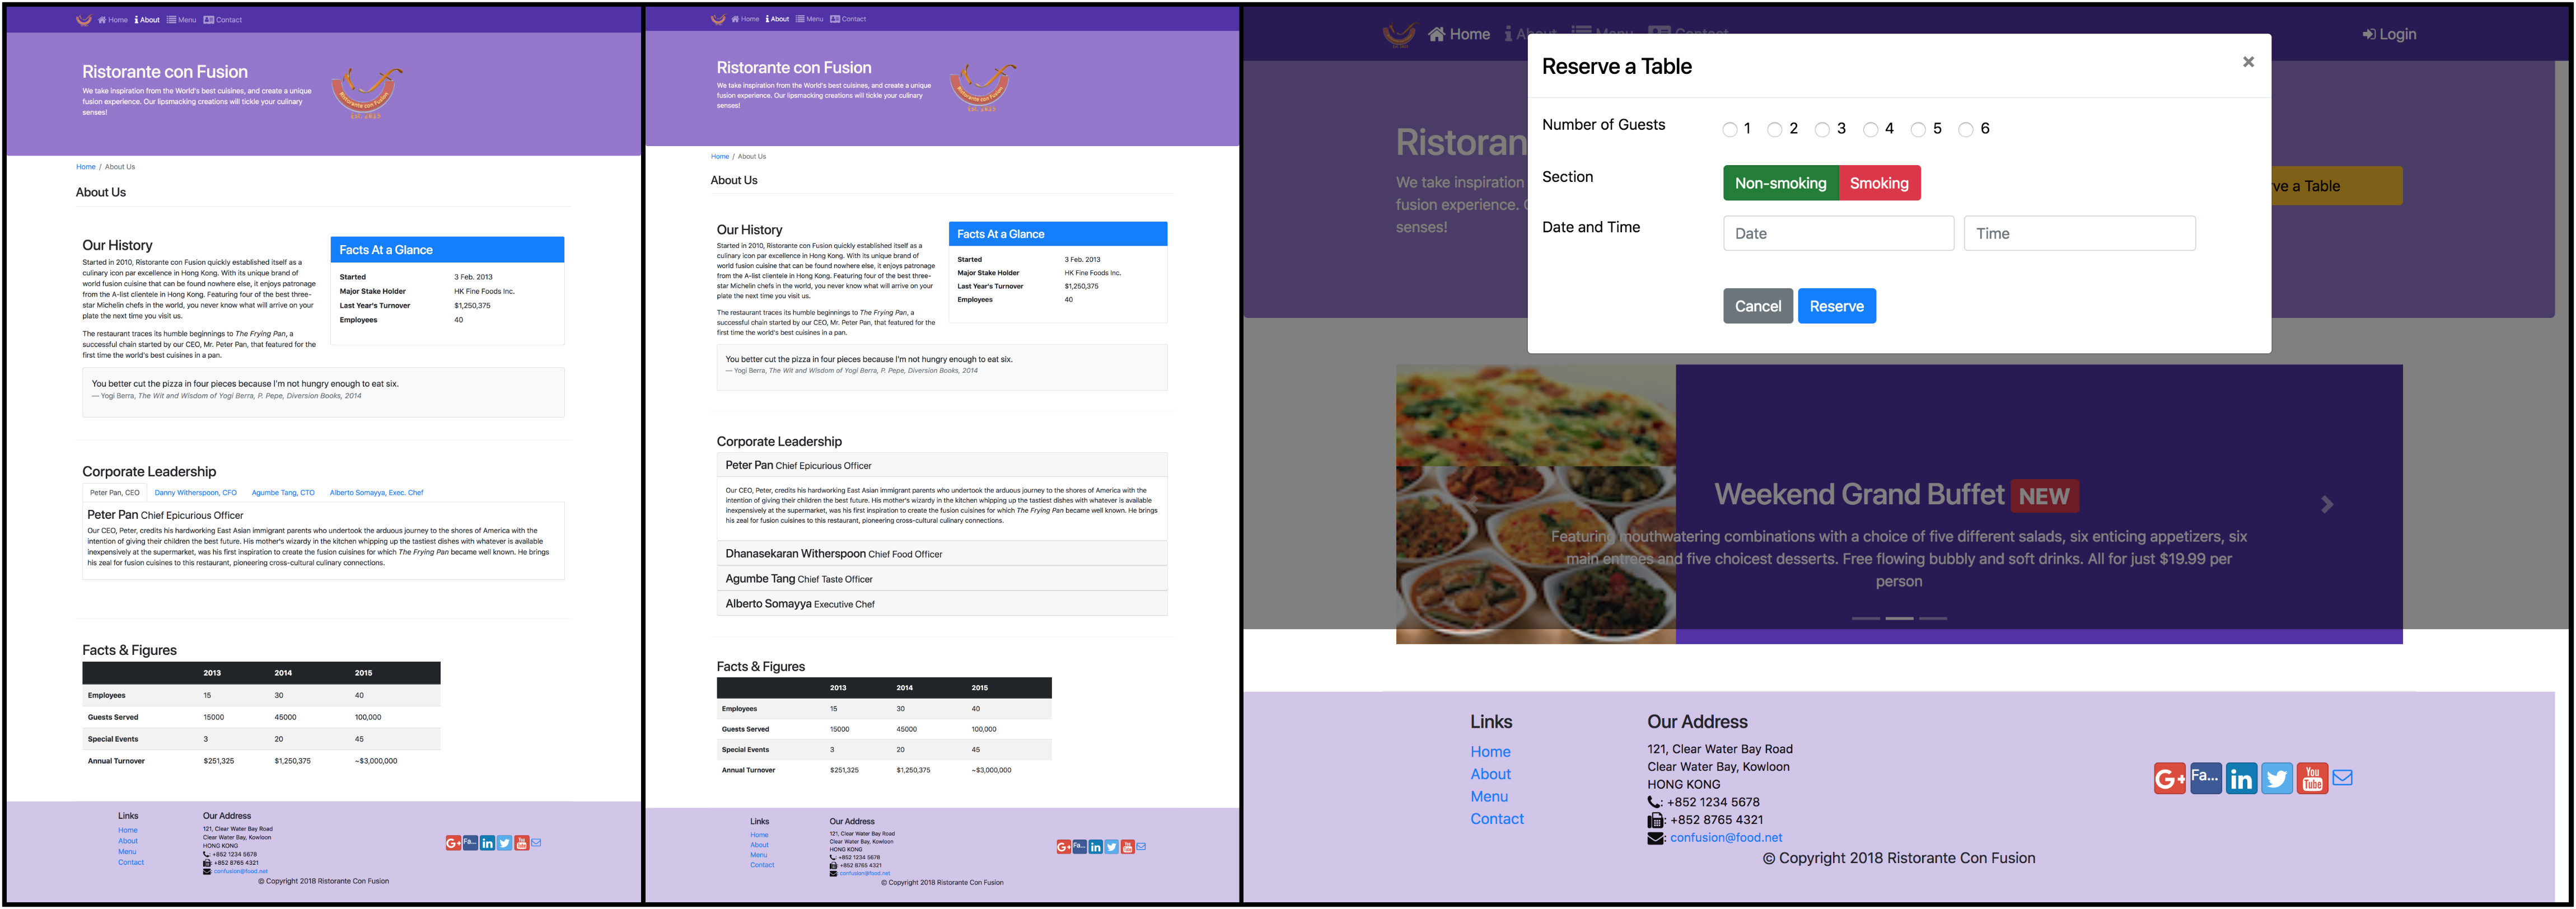 Home About Menu Contact
Ristorante con Fusion
We take inspiration from the World's best cuisines, and create a unique
fusion experience. Our lipsmacking creations will tickle your culinary
senses!
Ristorante con Fusion
Home / About Us
About Us
Our History
Started in 2010, Ristorante con Fusion quickly established itself as a
culinary icon par excellence in Hong Kong. With its unique brand of
world fusion cuisine that can be found nowhere else, it enjoys patronage
from the A-list clientele in Hong Kong. Featuring four of the best three-
star Michelin chefs in the world, you never know what will arrive on your
plate the next time you visit us.
The restaurant traces its humble beginnings to The Frying Pan, a
successful chain started by our CEO, Mr. Peter Pan, that featured for the
first time the world's best cuisines in a pan.
Facts At a Glance
Started 3 Feb. 2013
Major Stake Holder HK Fine Foods Inc.
Last Year's Turnover $1,250,375
Employees 40
You better cut the pizza in four pieces because I'm not hungry enough to eat six.
— Yogi Berra, The Wit and Wisdom of Yogi Berra, P. Pepe, Diversion Books, 2014
Corporate Leadership
Peter Pan, CEO Danny Witherspoon, CFO Agumbe Tang, CTO Alberto Somayya, Exec. Chef
Peter Pan Chief Epicurious Officer
Our CEO, Peter, credits his hardworking East Asian immigrant parents who undertook the arduous journey to the shores of America with the
intention of giving their children the best future. His mother's wizardy in the kitchen whipping up the tastiest dishes with whatever is available
inexpensively at the supermarket, was his first inspiration to create the fusion cuisines for which The Frying Pan became well known. He brings
his zeal for fusion cuisines to this restaurant, pioneering cross-cultural culinary connections.
Facts & Figures
2013 2014 2015
Employees 15 30 40
Guests Served 15000 45000 100,000
Special Events 3 20 45
Annual Turnover $251,325 $1,250,375 ~$3,000,000
Links
Home
About
Menu
Contact
Our Address
121, Clear Water Bay Road
Clear Water Bay, Kowloon
HONG KONG
: +852 1234 5678
: +852 8765 4321
: confusion@food.net
G+ Fa... in You Tube
© Copyright 2018 Ristorante Con Fusion
Home About Menu Contact
Ristorante con Fusion
We take inspiration from the World's best cuisines, and create a unique
fusion experience. Our lipsmacking creations will tickle your culinary
senses!
Ristorante con Fusion
Home / About Us
About Us
Our History
Started in 2010, Ristorante con Fusion quickly established itself as a
culinary icon par excellence in Hong Kong. With its unique brand of
world fusion cuisine that can be found nowhere else, it enjoys patronage
from the A-list clientele in Hong Kong. Featuring four of the best three-
star Michelin chefs in the world, you never know what will arrive on your
plate the next time you visit us.
The restaurant traces its humble beginnings to The Frying Pan, a
successful chain started by our CEO, Mr. Peter Pan, that featured for the
first time the world's best cuisines in a pan.
Facts At a Glance
Started 3 Feb. 2013
Major Stake Holder HK Fine Foods Inc.
Last Year's Turnover $1,250,375
Employees 40
You better cut the pizza in four pieces because I'm not hungry enough to eat six.
— Yogi Berra, The Wit and Wisdom of Yogi Berra, P. Pepe, Diversion Books, 2014
Corporate Leadership
Peter Pan Chief Epicurious Officer
Our CEO, Peter, credits his hardworking East Asian immigrant parents who undertook the arduous journey to the shores of America with the
intention of giving their children the best future. His mother's wizardy in the kitchen whipping up the tastiest dishes with whatever is available
inexpensively at the supermarket, was his first inspiration to create the fusion cuisines for which The Frying Pan became well known. He brings
his zeal for fusion cuisines to this restaurant, pioneering cross-cultural culinary connections.
Dhanasekaran Witherspoon Chief Food Officer
Agumbe Tang Chief Taste Officer
Alberto Somayya Executive Chef
Facts & Figures
2013 2014 2015
Employees 15 30 40
Guests Served 15000 45000 100,000
Special Events 3 20 45
Annual Turnover $251,325 $1,250,375 ~$3,000,000
Links
Home
About
Menu
Contact
Our Address
121, Clear Water Bay Road
Clear Water Bay, Kowloon
HONG KONG
: +852 1234 5678
: +852 8765 4321
: confusion@food.net
G+ Fa... in You Tube
© Copyright 2018 Ristorante Con Fusion
Home About Menu Contact Login
Reserve a Table ×
Number of Guests 1 2 3 4 5 6
Section Non-smoking Smoking
Date and Time Date Time
Cancel Reserve
Ristoran
We take inspiration
fusion experience.
senses!
ve a Table
Weekend Grand Buffet NEW
Featuring mouthwatering combinations with a choice of five different salads, six enticing appetizers, six
main entrees and five choicest desserts. Free flowing bubbly and soft drinks. All for just $19.99 per
person
Links
Home
About
Menu
Contact
Our Address
121, Clear Water Bay Road
Clear Water Bay, Kowloon
HONG KONG
: +852 1234 5678
: +852 8765 4321
: confusion@food.net
G+ Fa... in You Tube
© Copyright 2018 Ristorante Con Fusion